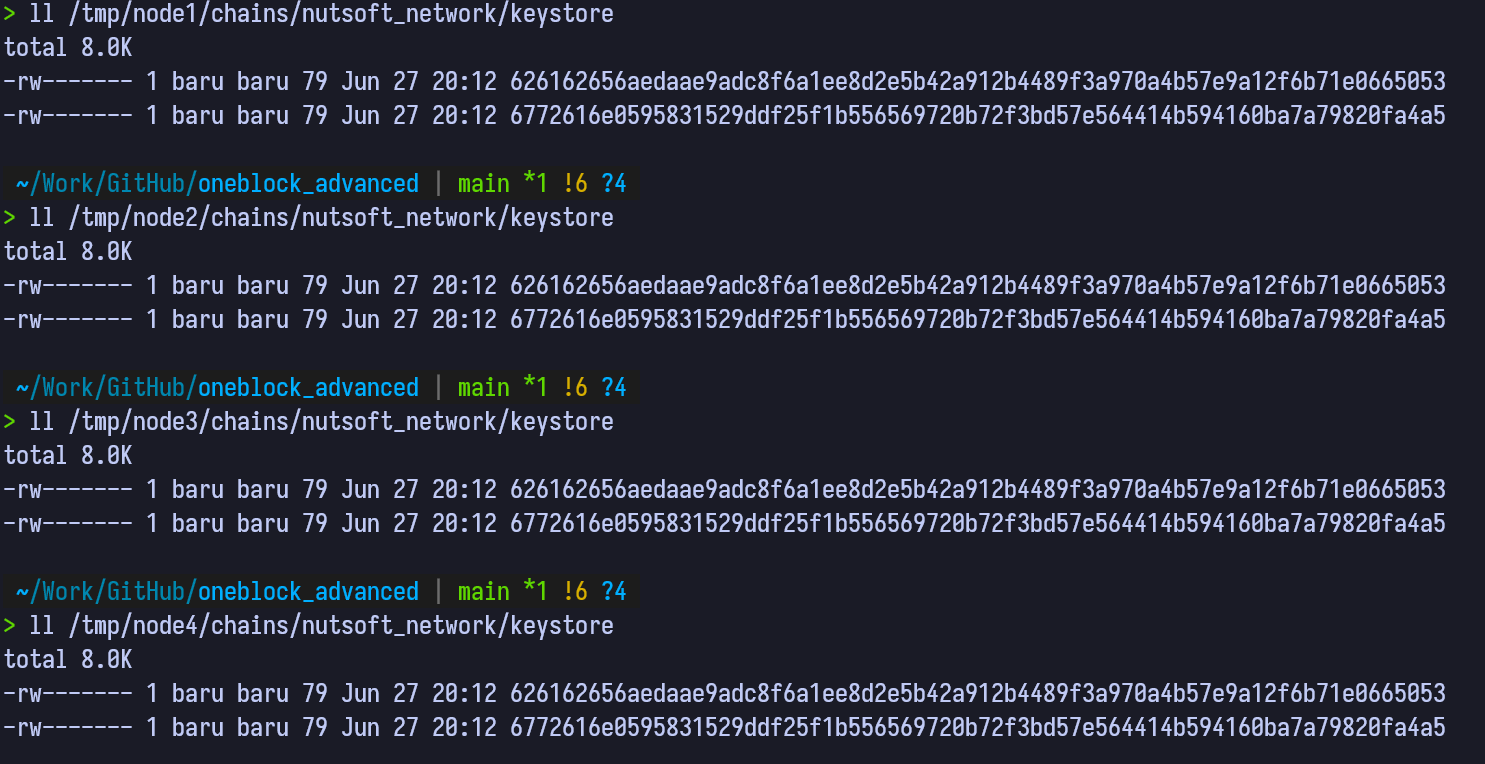 > ll /tmp/node1/chains/nutsoft_network/keystore
total 8.0K
-rw------- 1 baru baru 79 Jun 27 20:12 626162656aedaae9adc8f6a1ee8d2e5b42a912b4489f3a970a4b57e9a12f6b71e0665053
-rw------- 1 baru baru 79 Jun 27 20:12 6772616e0595831529ddf25f1b556569720b72f3bd57e564414b594160ba7a79820fa4a5
~/Work/GitHub/oneblock_advanced | main *1 !6 ?4
> ll /tmp/node2/chains/nutsoft_network/keystore
total 8.0K
-rw------- 1 baru baru 79 Jun 27 20:12 626162656aedaae9adc8f6a1ee8d2e5b42a912b4489f3a970a4b57e9a12f6b71e0665053
-rw------- 1 baru baru 79 Jun 27 20:12 6772616e0595831529ddf25f1b556569720b72f3bd57e564414b594160ba7a79820fa4a5
~/Work/GitHub/oneblock_advanced | main *1 !6 ?4
> ll /tmp/node3/chains/nutsoft_network/keystore
total 8.0K
-rw------- 1 baru baru 79 Jun 27 20:12 626162656aedaae9adc8f6a1ee8d2e5b42a912b4489f3a970a4b57e9a12f6b71e0665053
-rw------- 1 baru baru 79 Jun 27 20:12 6772616e0595831529ddf25f1b556569720b72f3bd57e564414b594160ba7a79820fa4a5
~/Work/GitHub/oneblock_advanced | main *1 !6 ?4
> ll /tmp/node4/chains/nutsoft_network/keystore
total 8.0K
-rw------- 1 baru baru 79 Jun 27 20:12 626162656aedaae9adc8f6a1ee8d2e5b42a912b4489f3a970a4b57e9a12f6b71e0665053
-rw------- 1 baru baru 79 Jun 27 20:12 6772616e0595831529ddf25f1b556569720b72f3bd57e564414b594160ba7a79820fa4a5